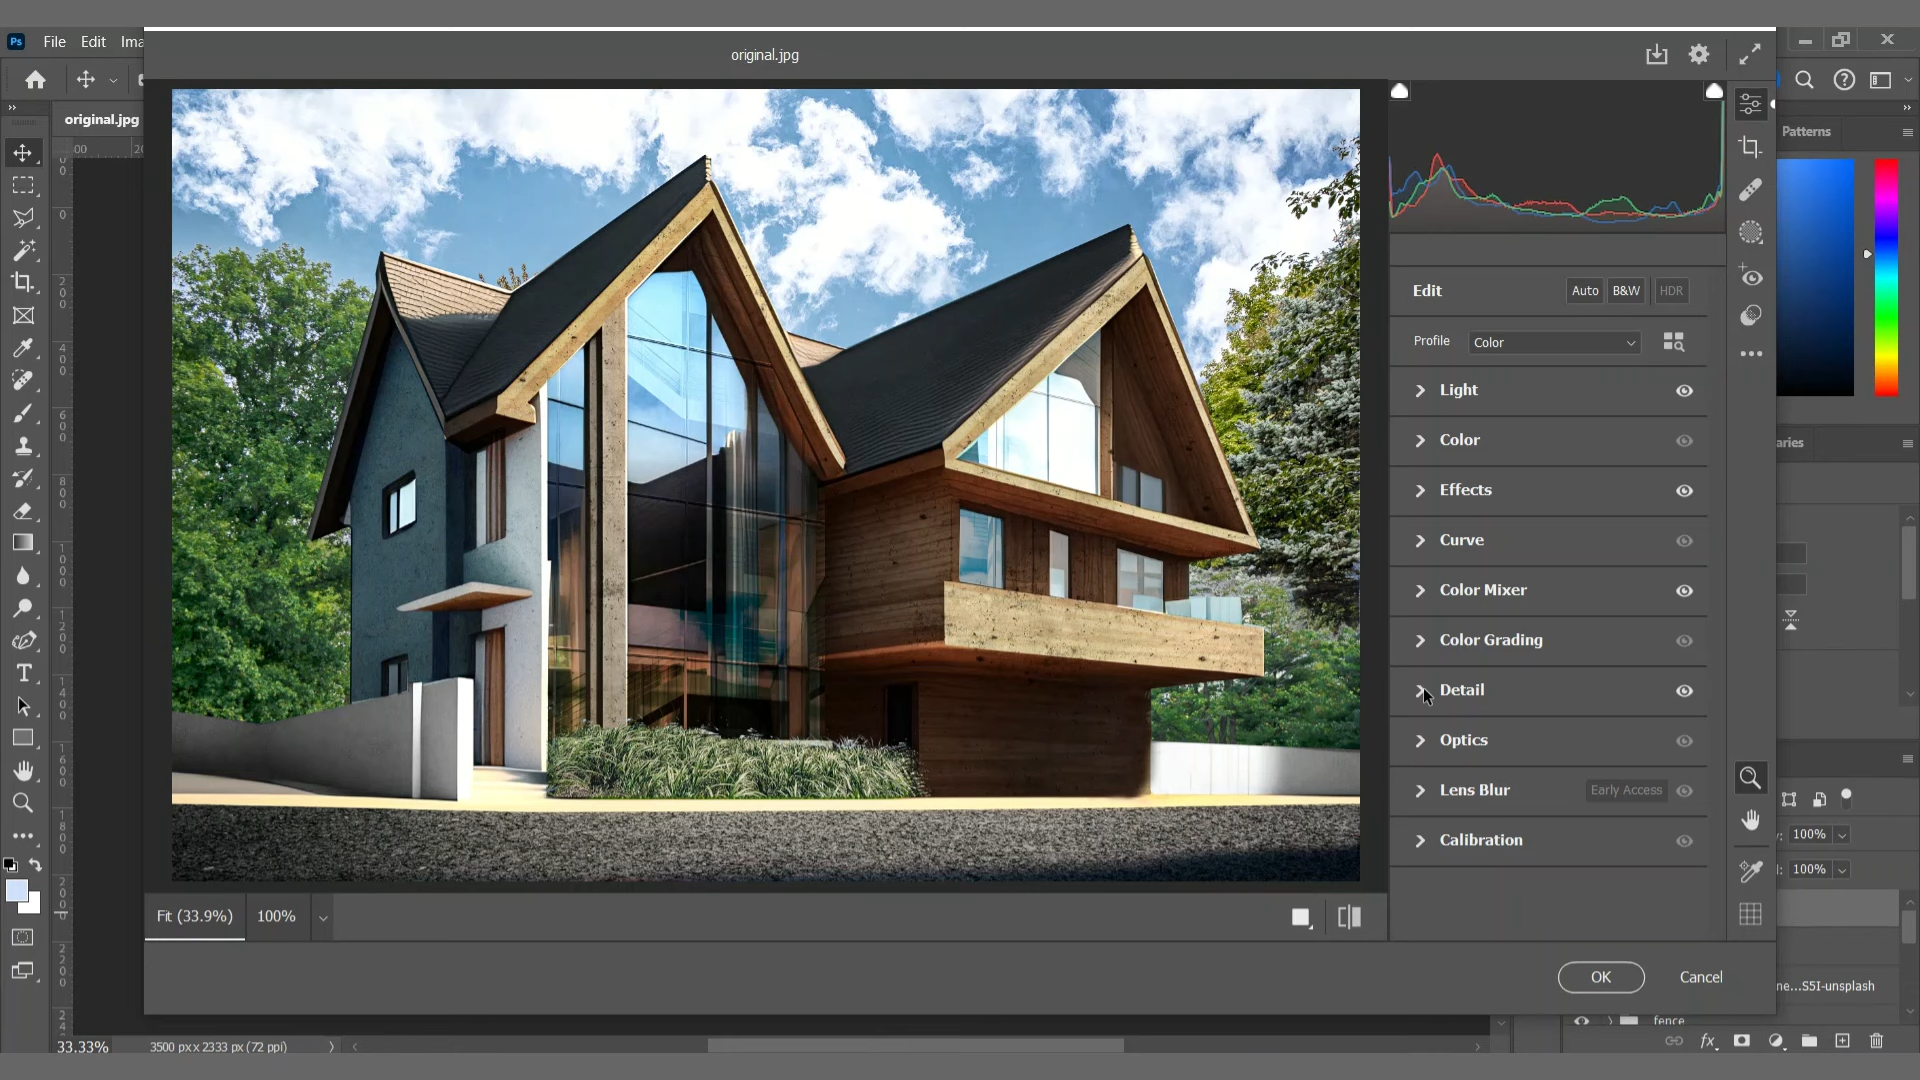 Ps File Edit Ima
original.jpg
original.jpg
Patterns
Edit Auto B&W HDR
Profile Color
Light
Color
aries
Effects
Curve
Color Mixer
Color Grading
Detail
Optics
Lens Blur Early Access
Calibration
100%
100%
Fit (33.9%) 100%
OK Cancel
ne...S5I-unsplash
fence
33.33% 3500 px x 2333 px (72 ppi)
fx